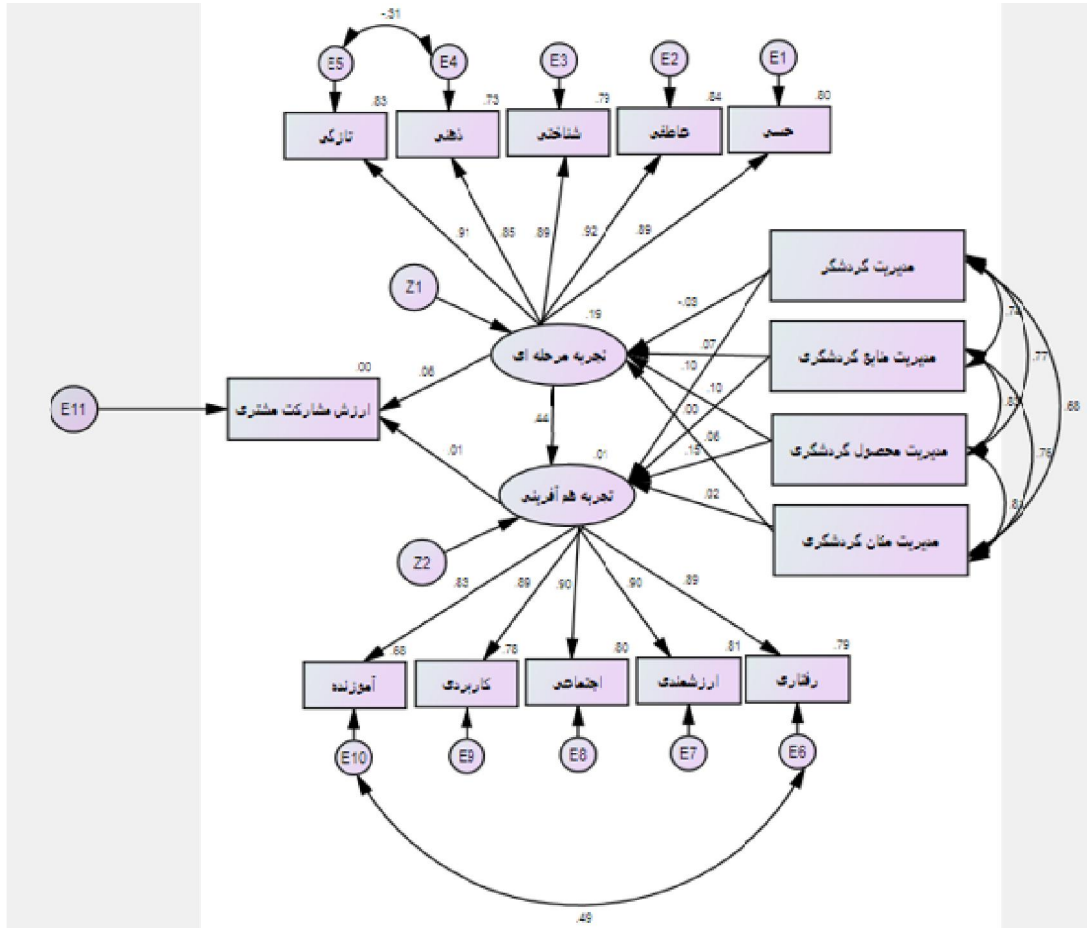 -.31
E5
E4
E3
E2
E1
.83
.73
.79
.84
.80
تازگی
ذهنی
شناختی
عاطفی
حسی
.91
.85
.89
.92
.89
Z1
.19
تجربه مرحله ای
مدیریت گردشگر
مدیریت منابع گردشگری
مدیریت محصول گردشگری
مدیریت مکان گردشگری
-.03
.07
.10
.10
.00
.06
.15
.02
.77
.68
.83
.76
.00
ارزش مشارکت مشتری
E11
.06
.01
.44
.01
تجربه هم آفرینی
Z2
.83
.89
.90
.90
.89
.68
.78
.80
.81
.79
آموزنده
کاربردی
اجتماعی
ارزشمندی
رفتاری
E10
E9
E8
E7
E6
.49